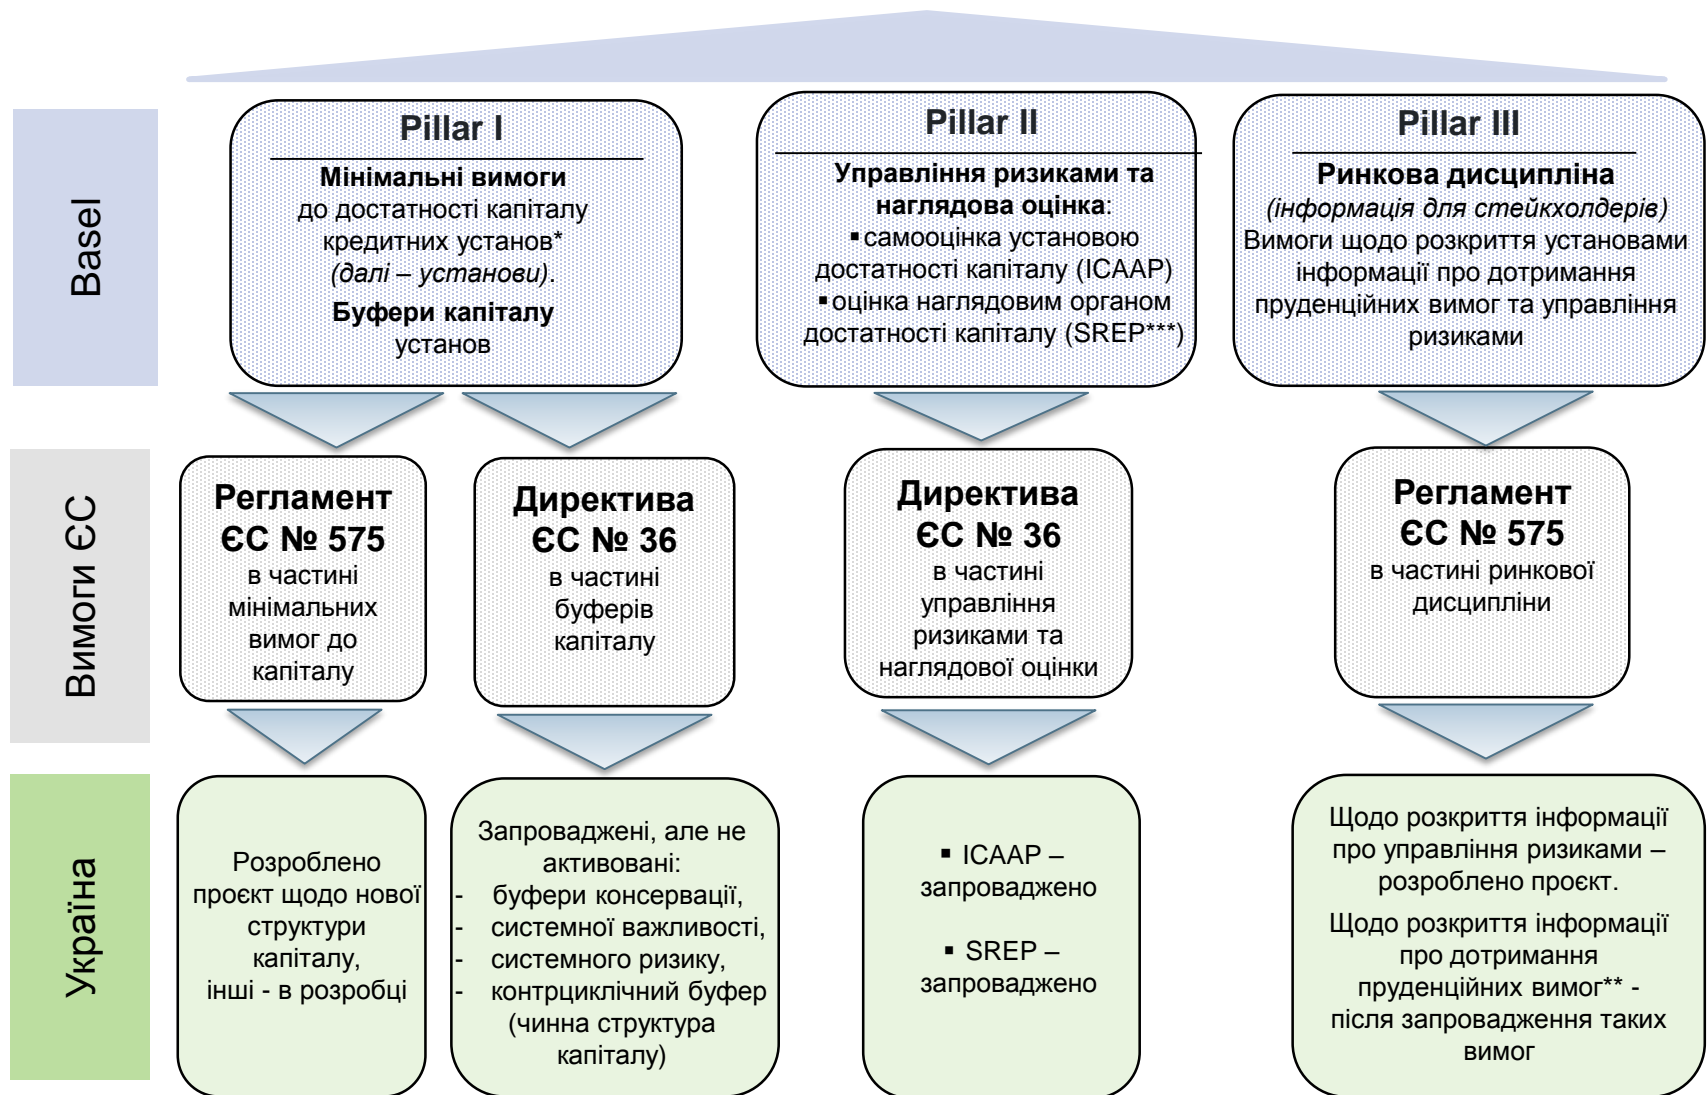 Basel
Pillar I
Мінімальні вимоги
до достатності капіталу
кредитних установ*
(далі – установи).
Буфери капіталу
установ
Pillar II
Управління ризиками та
наглядова оцінка:
▪самооцінка установою
достатності капіталу (ICAAP)
▪оцінка наглядовим органом
достатності капіталу (SREP***)
Pillar III
Ринкова дисципліна
(інформація для стейкхолдерів)
Вимоги щодо розкриття установами
інформації про дотримання
пруденційних вимог та управління
ризиками
Вимоги ЄС
Регламент
ЄС № 575
в частині
мінімальних
вимог до
капіталу
Директива
ЄС № 36
в частині
буферів
капіталу
Директива
ЄС № 36
в частині
управління
ризиками та
наглядової оцінки
Регламент
ЄС № 575
в частині ринкової
дисципліни
Україна
Розроблено
проєкт щодо нової
структури
капіталу,
інші - в розробці
Запроваджені, але не
активовані:
- буфери консервації,
- системної важливості,
- системного ризику,
- контрциклічний буфер
(чинна структура
капіталу)
▪ ICAAP –
запроваджено
▪ SREP –
запроваджено
Щодо розкриття інформації
про управління ризиками –
розроблено проєкт.
Щодо розкриття інформації
про дотримання
пруденційних вимог** -
після запровадження таких
вимог